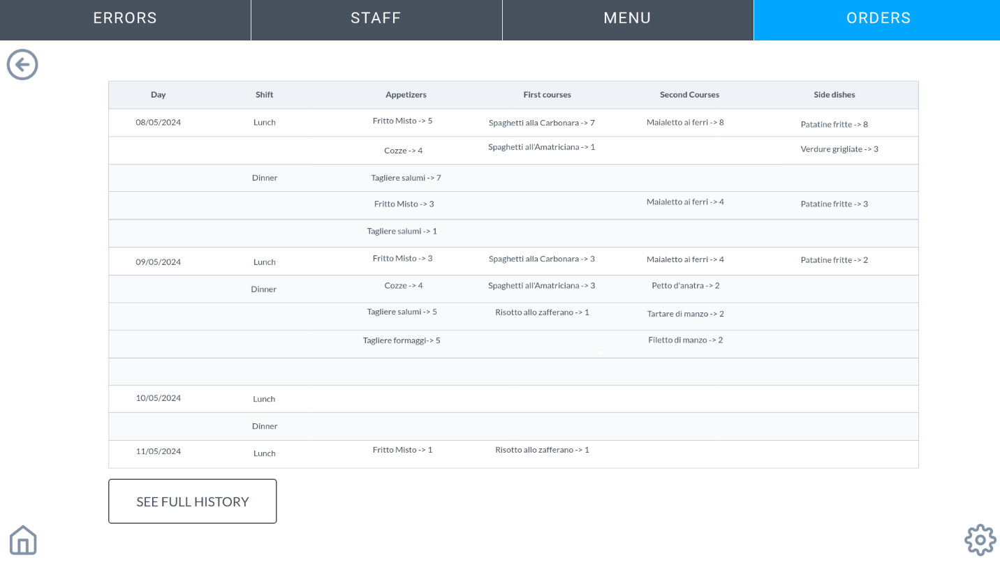 ERRORS STAFF MENU ORDERS
Day Shift Appetizers First courses Second Courses Side dishes
08/05/2024 Lunch Fritto Misto -> 5 Spaghetti alla Carbonara -> 7 Maialetto ai ferri -> 8 Patatine fritte -> 8
Cozze -> 4 Spaghetti all'Amatriciana -> 1 Verdure grigliate -> 3
Dinner Tagliere salumi -> 7
Fritto Misto -> 3 Maialetto ai ferri -> 4 Patatine fritte -> 3
Tagliere salumi -> 1
09/05/2024 Lunch Fritto Misto -> 3 Spaghetti alla Carbonara -> 3 Maialetto ai ferri -> 4 Patatine fritte -> 2
Dinner Cozze -> 4 Spaghetti all'Amatriciana -> 3 Petto d'anatra -> 2
Tagliere salumi -> 5 Risotto allo zafferano -> 1 Tartare di manzo -> 2
Tagliere formaggi-> 5 Filetto di manzo -> 2
10/05/2024 Lunch
Dinner
11/05/2024 Lunch Fritto Misto -> 1 Risotto allo zafferano -> 1
SEE FULL HISTORY